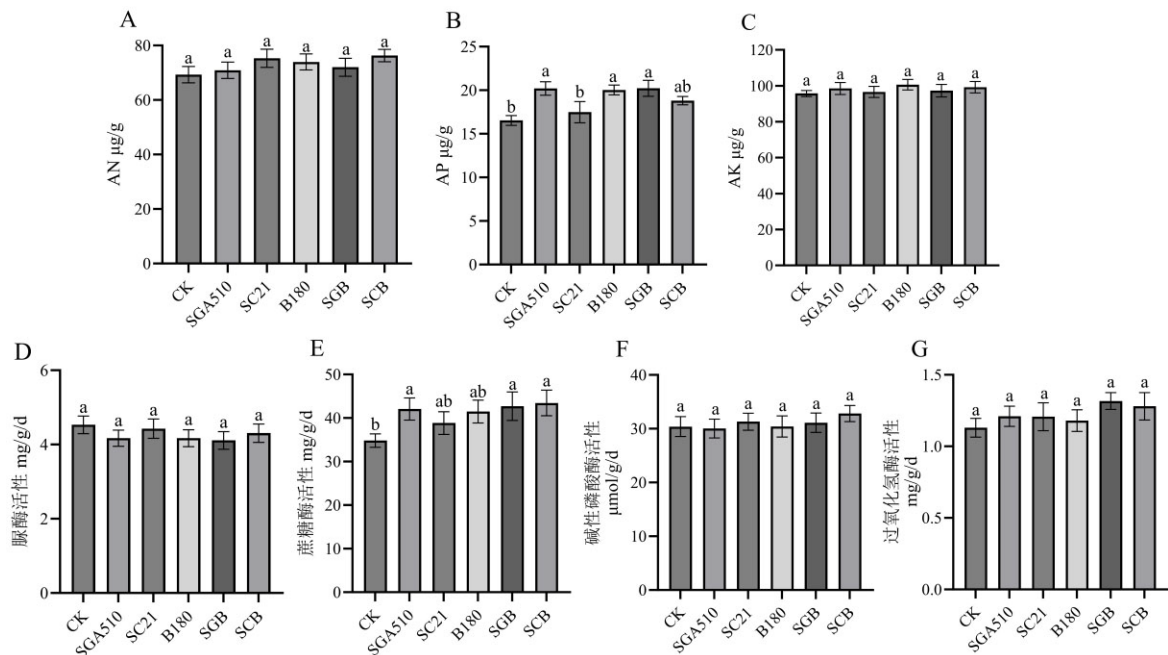 A
AN μg/g
80
60
40
20
0
a a a a a a
CK SGA510 SC21 B180 SGB SCB
B
AP μg/g
25
20
15
10
5
0
b a b a a ab
CK SGA510 SC21 B180 SGB SCB
C
AK μg/g
120
100
80
60
40
20
0
a a a a a a
CK SGA510 SC21 B180 SGB SCB
D
脲酶活性 mg/g/d
6
4
2
0
a a a a a a
CK SGA510 SC21 B180 SGB SCB
E
蔗糖酶活性 mg/g/d
50
40
30
20
10
0
b a ab ab a a
CK SGA510 SC21 B180 SGB SCB
F
碱性磷酸酶活性
μmol/g/d
40
30
20
10
0
a a a a a a
CK SGA510 SC21 B180 SGB SCB
G
过氧化氢酶活性
mg/g/d
1.5
1.0
0.5
0.0
a a a a a a
CK SGA510 SC21 B180 SGB SCB